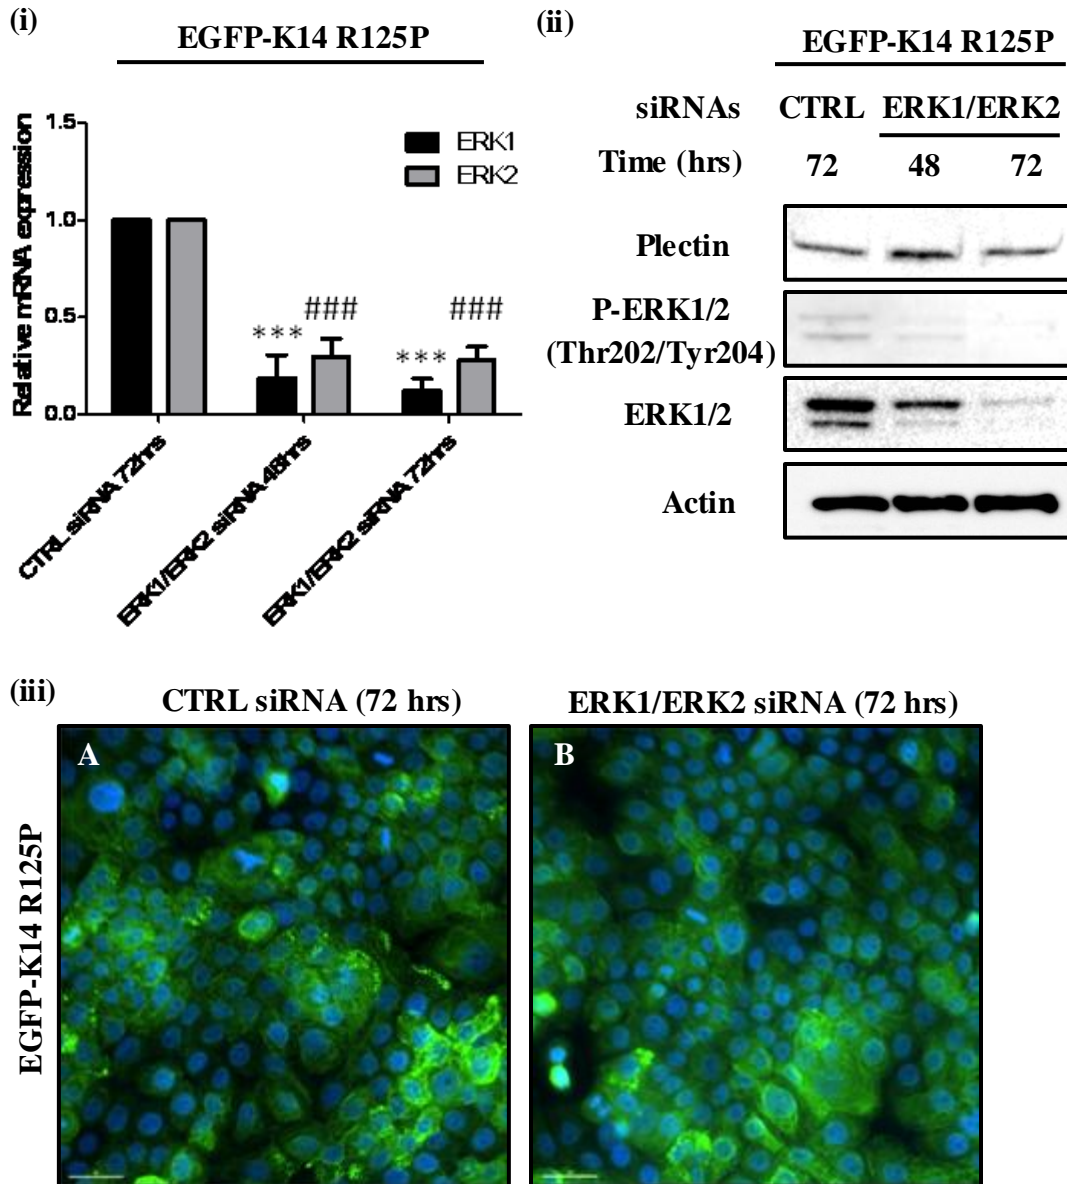 (i)
EGFP-K14 R125P
1.5
1.0
0.5
0.0
Relative mRNA expression
ERK1
ERK2
***
###
***
###
CTRL siRNA 72hrs
ERK1/ERK2 siRNA 48hrs
ERK1/ERK2 siRNA 72hrs
(ii)
EGFP-K14 R125P
siRNAs CTRL ERK1/ERK2
Time (hrs) 72 48 72
Plectin
P-ERK1/2
(Thr202/Tyr204)
ERK1/2
Actin
(iii)
CTRL siRNA (72 hrs) ERK1/ERK2 siRNA (72 hrs)
A B
EGFP-K14 R125P